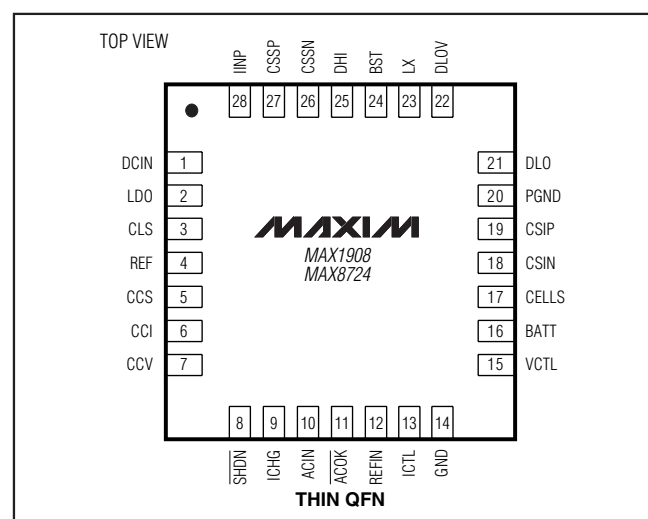 TOP VIEW
IINP
CSSP
CSSN
DHI
BST
LX
DLOV
28
27
26
25
24
23
22
DCIN 1
LDO 2
CLS 3
REF 4
CCS 5
CCI 6
CCV 7
MAXIM
MAX1908
MAX8724
21 DLO
20 PGND
19 CSIP
18 CSIN
17 CELLS
16 BATT
15 VCTL
8
9
10
11
12
13
14
SHDN
ICHG
ACIN
ACOK
REFIN
ICTL
GND
THIN QFN